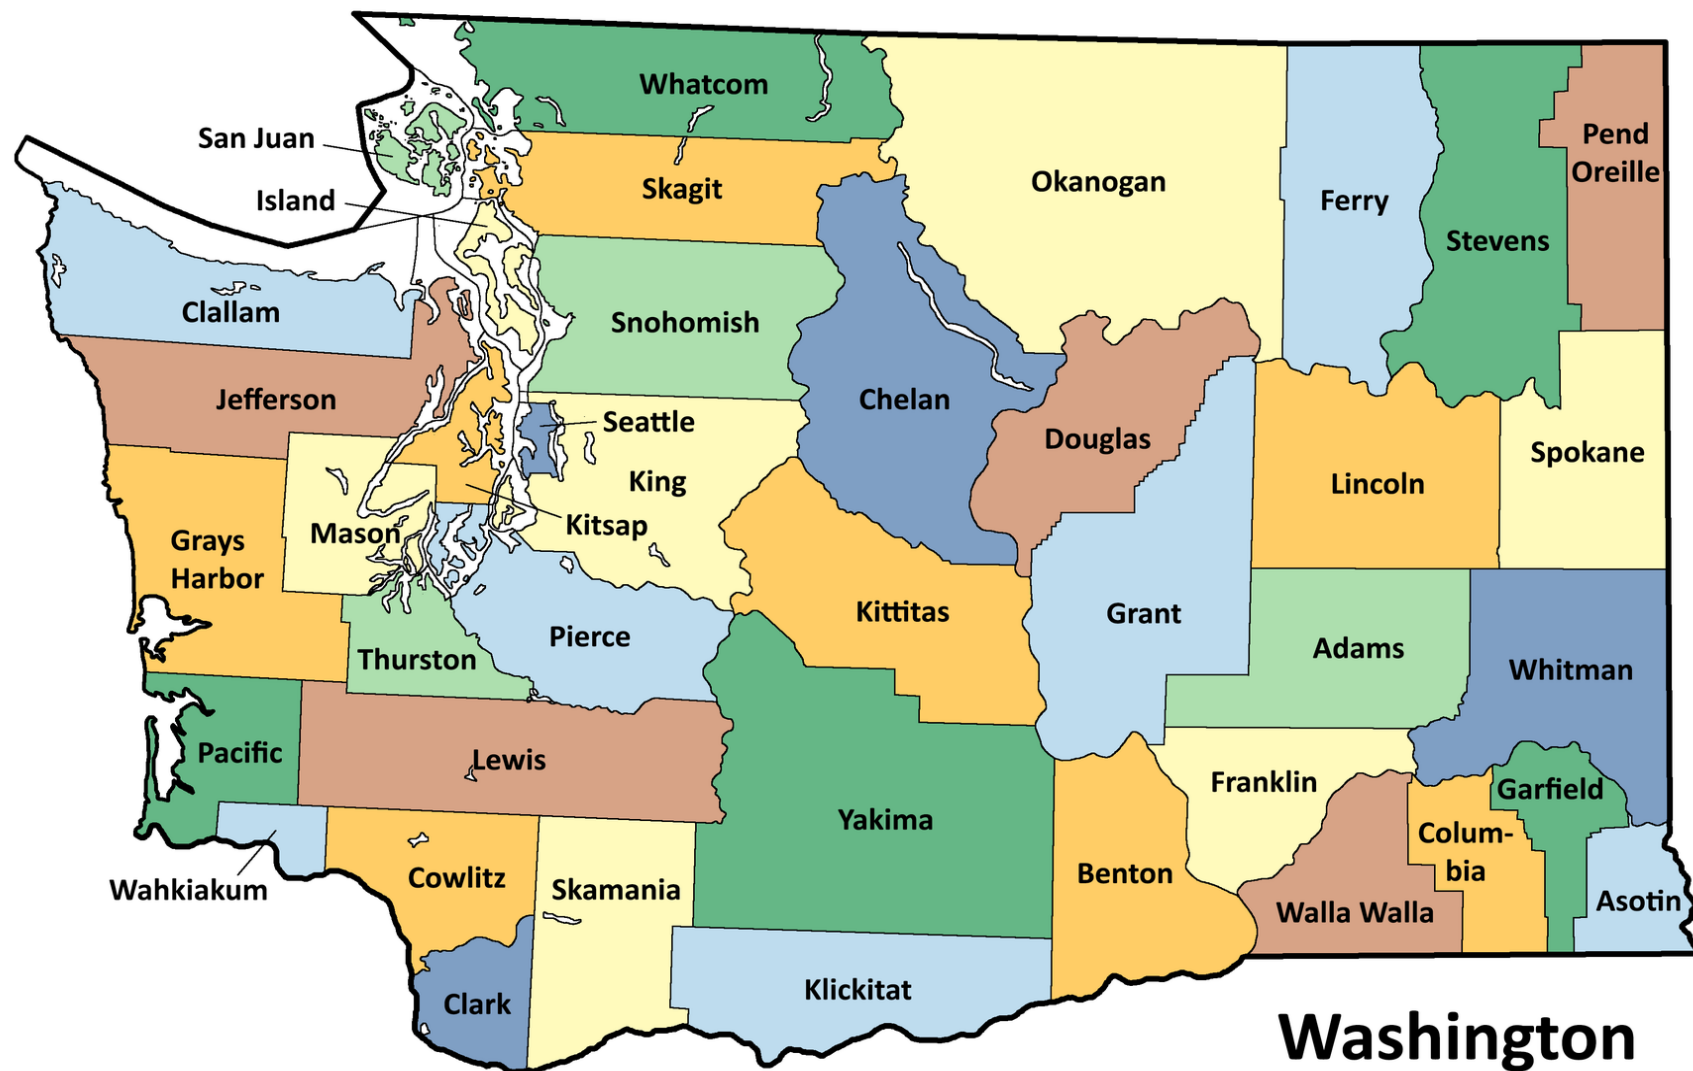 Whatcom
San Juan
Island
Skagit
Okanogan
Ferry
Stevens
Pend
Oreille
Clallam
Snohomish
Jefferson
Chelan
Seattle
Douglas
King
Kitsap
Lincoln
Spokane
Mason
Grays
Harbor
Kittitas
Grant
Pierce
Thurston
Adams
Whitman
Pacific
Lewis
Yakima
Franklin
Garfield
Colum-
bia
Wahkiakum
Cowlitz
Skamania
Benton
Walla Walla
Asotin
Clark
Klickitat
Washington